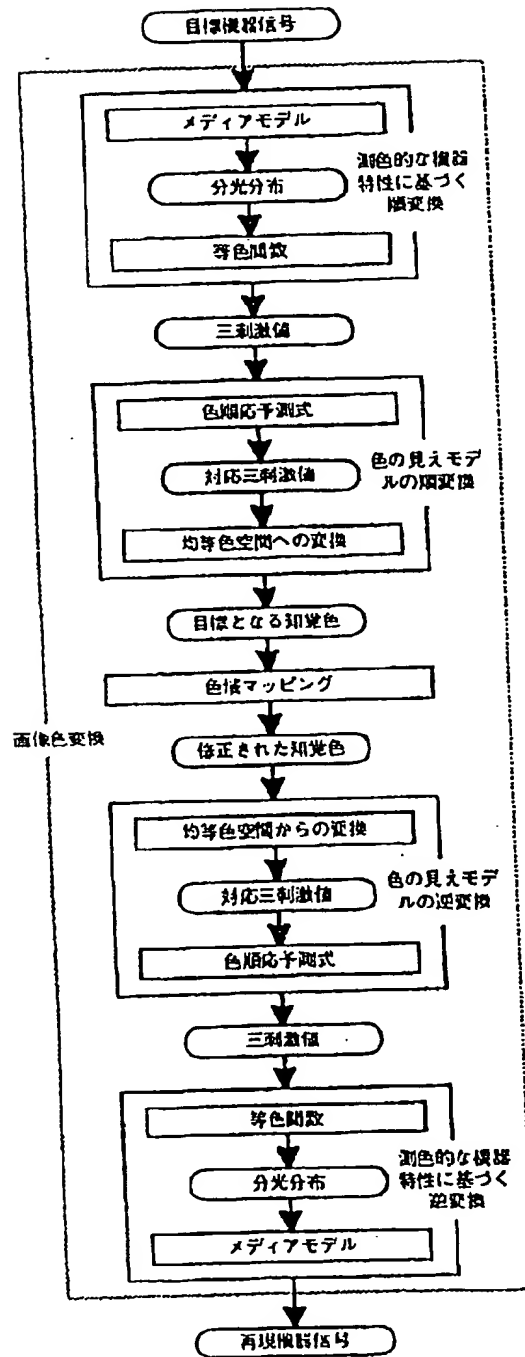 目標機器信号
メディアモデル
分光分布
等色関数
測色的な機器
特性に基づく
順変換
三刺激値
色順応予測式
対応三刺激値
均等色空間への変換
色の見えモデ
ルの順変換
目標となる知覚色
色域マッピング
画像色変換
修正された知覚色
均等色空間からの変換
対応三刺激値
色順応予測式
色の見えモデ
ルの逆変換
三刺激値
等色関数
分光分布
メディアモデル
測色的な機器
特性に基づく
逆変換
再現機器信号